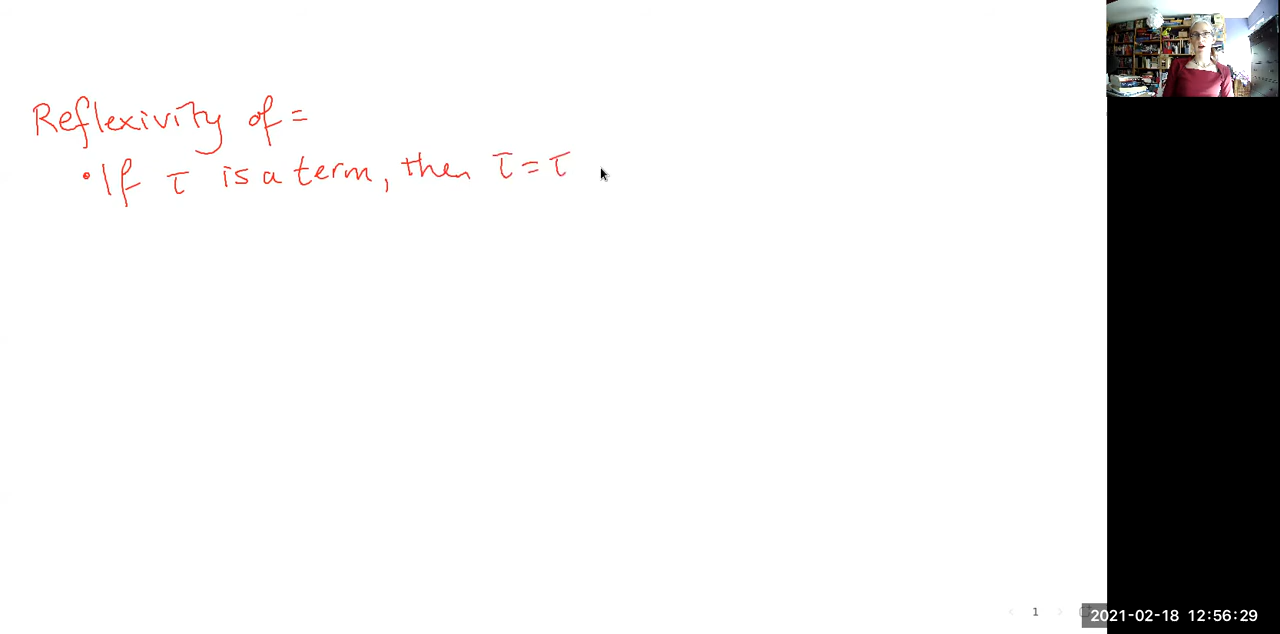 Reflexivity of =
• If τ is a term, then τ = τ
< 1 >
2021-02-18 12:56:29